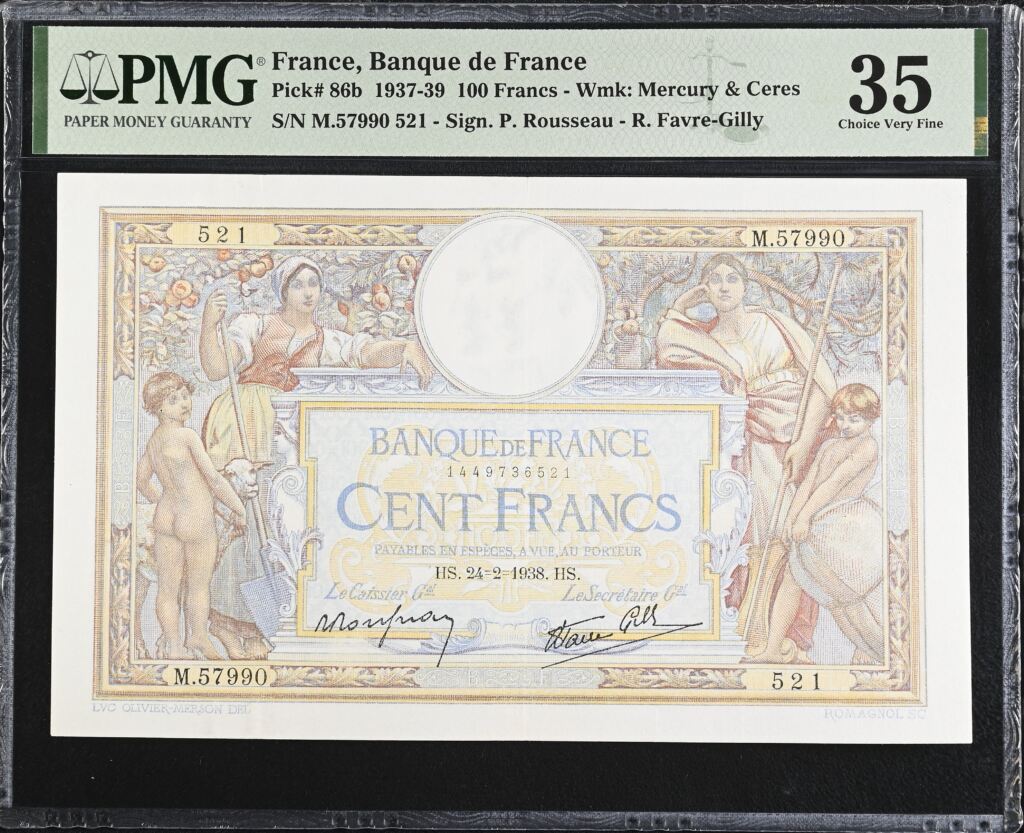 PMG® France, Banque de France
PAPER MONEY GUARANTY
Pick# 86b 1937-39 100 Francs - Wmk: Mercury & Ceres
S/N M.57990 521 - Sign. P. Rousseau - R. Favre-Gilly
35
Choice Very Fine
521
M.57990
BANQUE DE FRANCE
1449736521
CENT FRANCS
PAYABLES EN ESPÈCES, A VUE, AU PORTEUR
HS. 24=2=1938. HS.
Le Caissier Gal
Le Secrétaire Gal
M.57990
521
LVC OLIVIER-MERSON DEL
ROMAGNOL SC